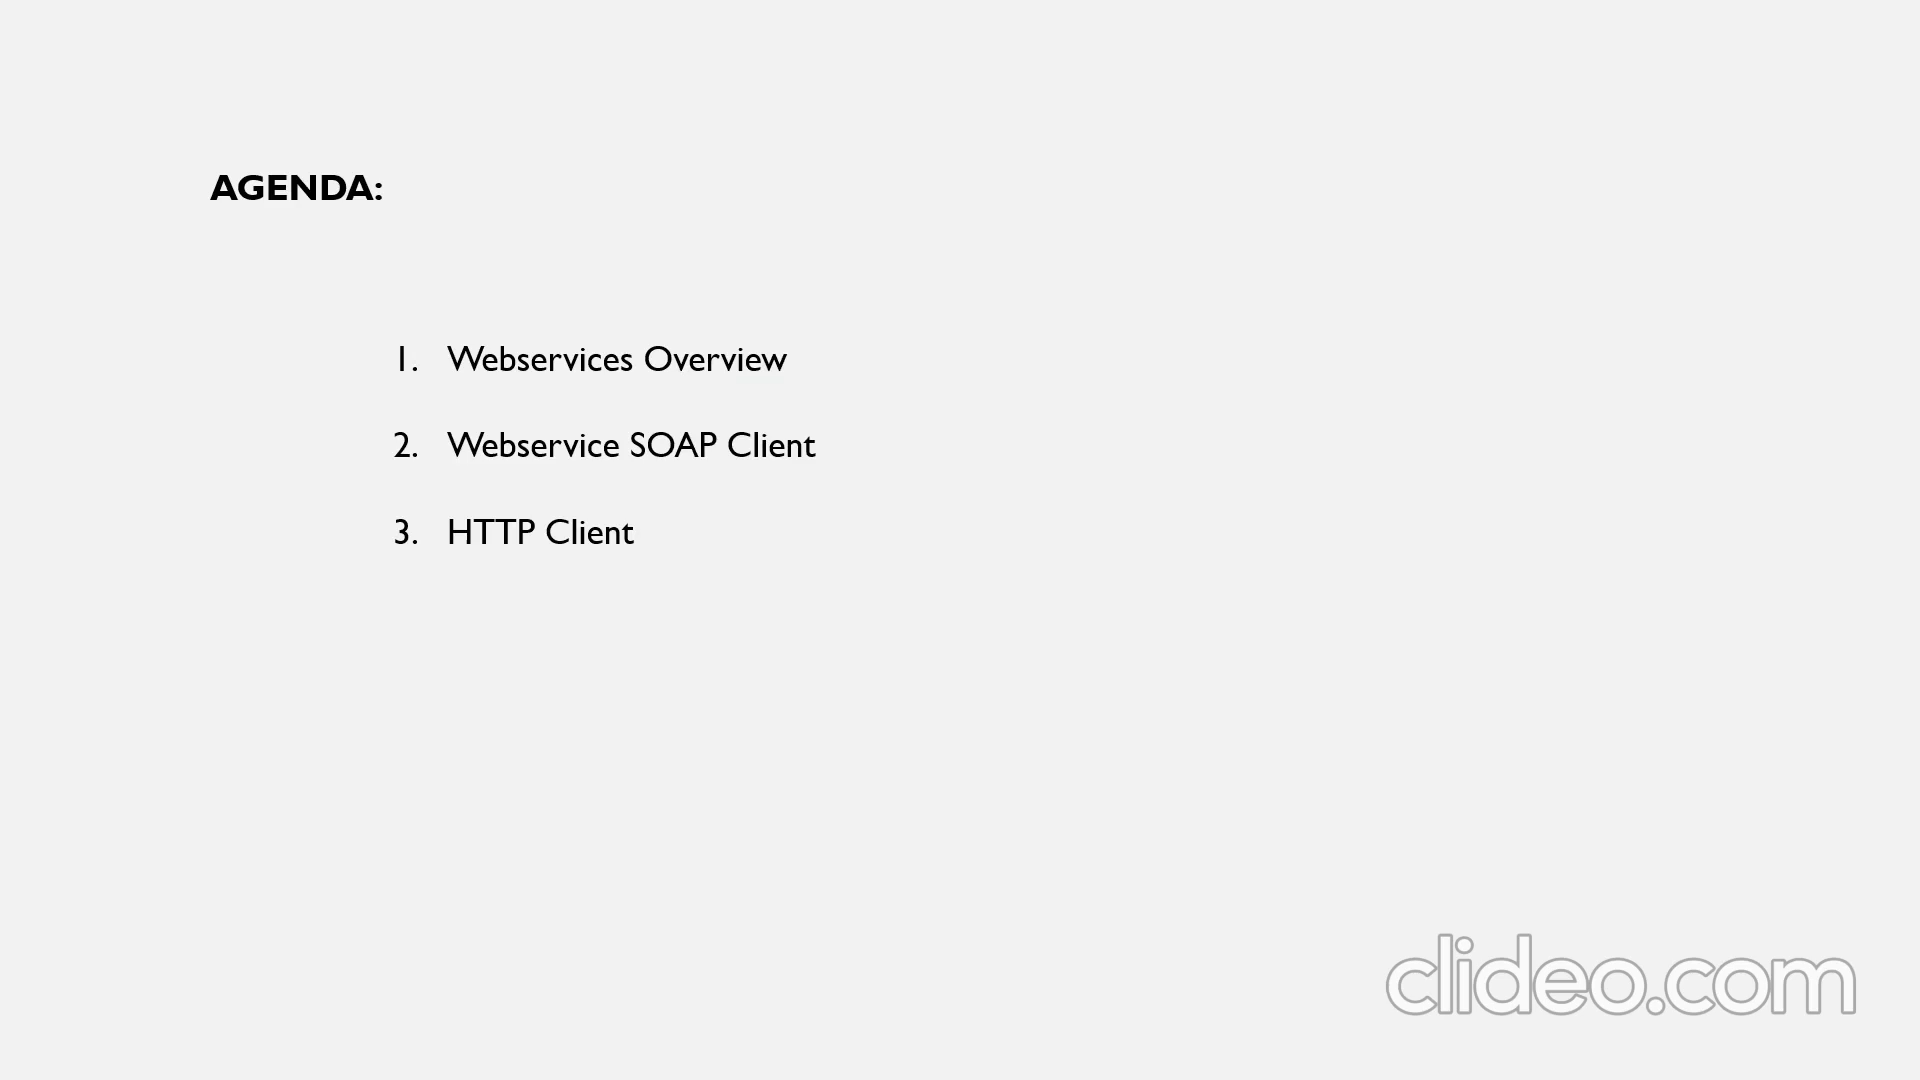 AGENDA:
1. Webservices Overview
2. Webservice SOAP Client
3. HTTP Client
clideo.com